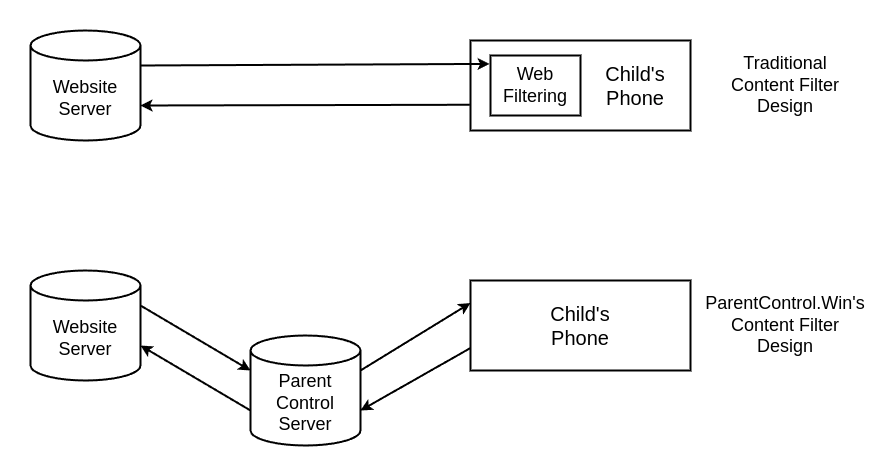 Website
Server
Web
Filtering
Child's
Phone
Traditional
Content Filter
Design
Website
Server
Parent
Control
Server
Child's
Phone
ParentControl.Win's
Content Filter
Design